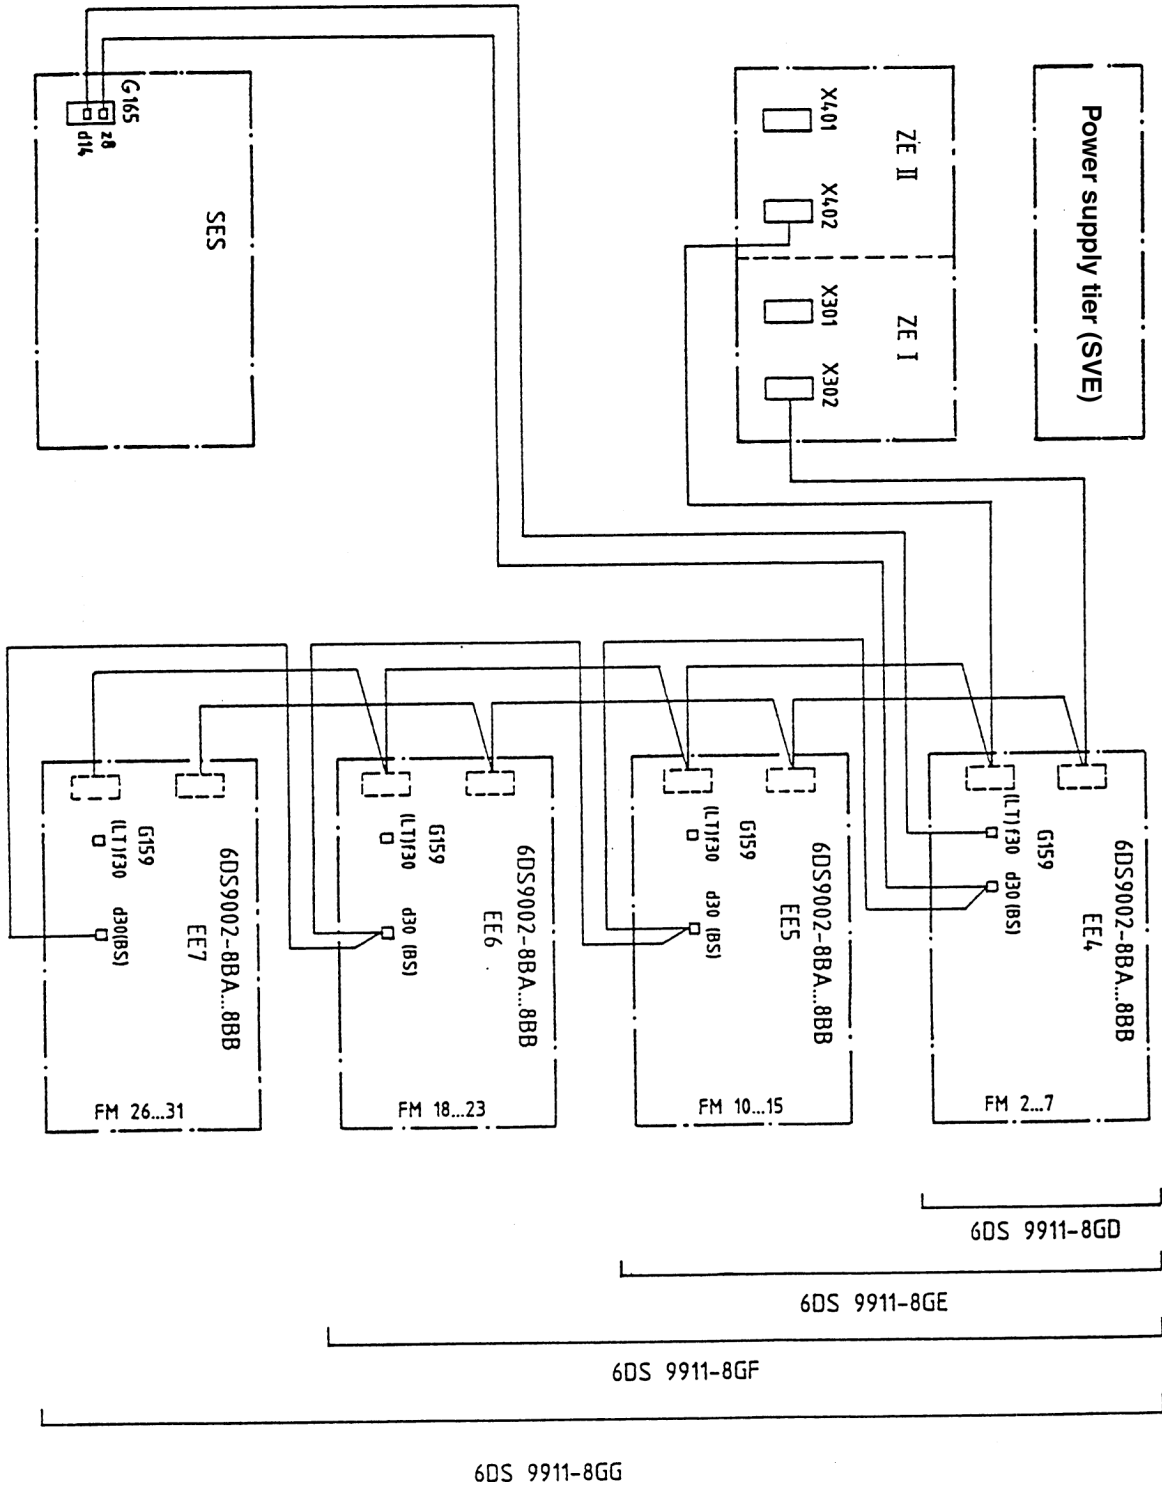 G165
z8
d14
SES
X401
X402
ZE II
X301
X302
ZE I
Power supply tier (SVE)
G159
(LT)f30
d30(BS)
6DS9002-8BA...8BB
EE7
FM 26...31
G159
(LT)f30
d30 (BS)
6DS9002-8BA...8BB
EE6
FM 18...23
G159
(LT)f30
d30 (BS)
6DS9002-8BA...8BB
EE5
FM 10...15
G159
(LT)f30
d30 (BS)
6DS9002-8BA...8BB
EE4
FM 2...7
6DS 9911-8GD
6DS 9911-8GE
6DS 9911-8GF
6DS 9911-8GG